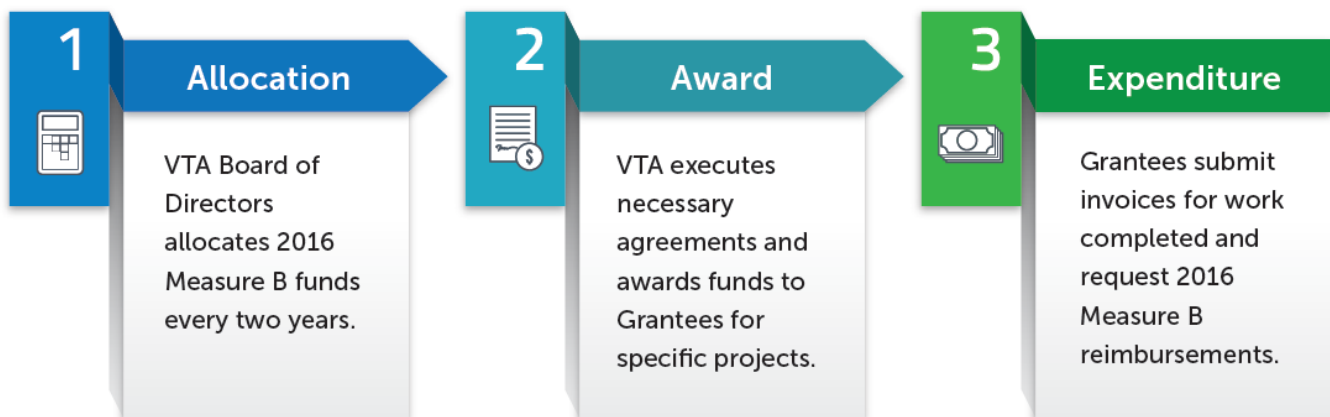 1
Allocation
VTA Board of
Directors
allocates 2016
Measure B funds
every two years.
2
Award
$
VTA executes
necessary
agreements and
awards funds to
Grantees for
specific projects.
3
Expenditure
Grantees submit
invoices for work
completed and
request 2016
Measure B
reimbursements.